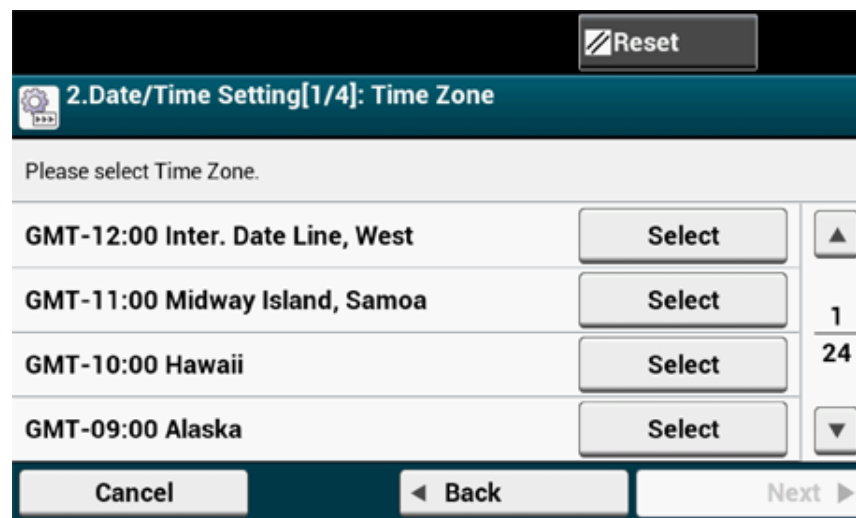 Reset
2.Date/Time Setting[1/4]: Time Zone
Please select Time Zone.
GMT-12:00 Inter. Date Line, West Select
GMT-11:00 Midway Island, Samoa Select
1
GMT-10:00 Hawaii Select
24
GMT-09:00 Alaska Select
Cancel Back Next